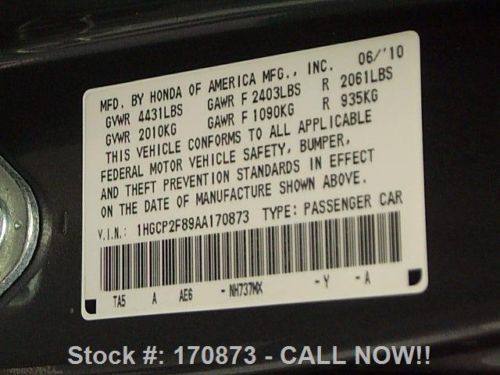 MFD. BY HONDA OF AMERICA MFG., INC. 06/'10
GVWR 4431LBS GAWR F 2403LBS R 2061LBS
GVWR 2010KG GAWR F 1090KG R 935KG
THIS VEHICLE CONFORMS TO ALL APPLICABLE
FEDERAL MOTOR VEHICLE SAFETY, BUMPER,
AND THEFT PREVENTION STANDARDS IN EFFECT
ON THE DATE OF MANUFACTURE SHOWN ABOVE.
V.I.N.: 1HGCP2F89AA170873 TYPE: PASSENGER CAR
TA5 A AE6 - NH737MX - Y - A
Stock #: 170873 - CALL NOW!!